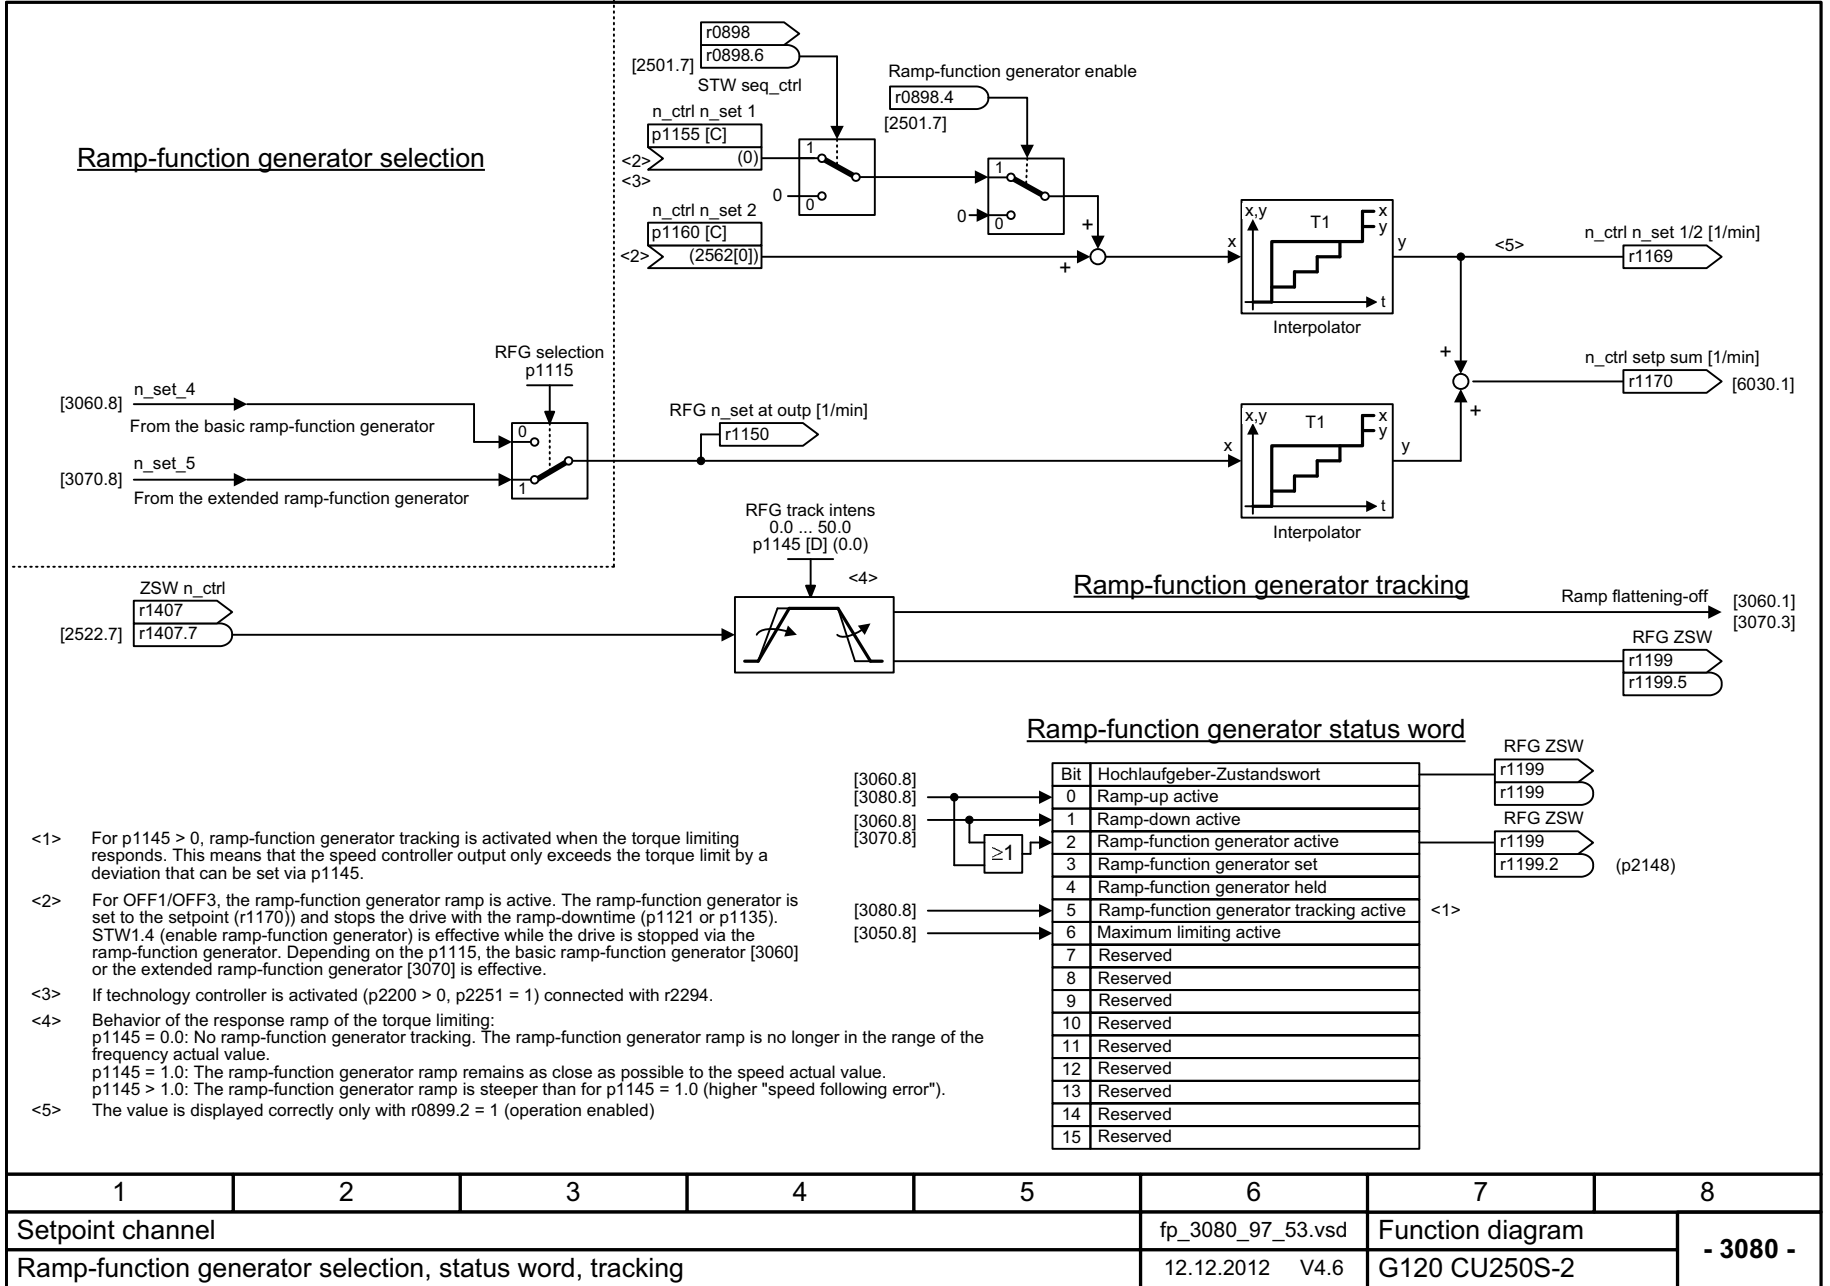 r0898
r0898.6
[2501.7]
STW seq_ctrl
Ramp-function generator enable
r0898.4
[2501.7]
n_ctrl n_set 1
p1155 [C]
(0)
<2>
<3>
1
0
0
1
0
0
Ramp-function generator selection
n_ctrl n_set 2
p1160 [C]
(2562[0])
<2>
+
+
x
x,y
T1
x
y
t
Interpolator
y
<5>
n_ctrl n_set 1/2 [1/min]
r1169
RFG selection
p1115
[3060.8]
n_set_4
From the basic ramp-function generator
0
[3070.8]
n_set_5
From the extended ramp-function generator
1
RFG n_set at outp [1/min]
r1150
x
x,y
T1
x
y
t
Interpolator
y
+
+
n_ctrl setp sum [1/min]
r1170
[6030.1]
RFG track intens
0.0 ... 50.0
p1145 [D] (0.0)
<4>
ZSW n_ctrl
r1407
[2522.7]
r1407.7
Ramp-function generator tracking
Ramp flattening-off
[3060.1]
[3070.3]
RFG ZSW
r1199
r1199.5
Ramp-function generator status word
[3060.8]
[3080.8]
[3060.8]
[3070.8]
≥1
[3080.8]
[3050.8]
Bit Hochlaufgeber-Zustandswort
0 Ramp-up active
1 Ramp-down active
2 Ramp-function generator active
3 Ramp-function generator set
4 Ramp-function generator held
5 Ramp-function generator tracking active
<1>
6 Maximum limiting active
7 Reserved
8 Reserved
9 Reserved
10 Reserved
11 Reserved
12 Reserved
13 Reserved
14 Reserved
15 Reserved
RFG ZSW
r1199
r1199
RFG ZSW
r1199
r1199.2
(p2148)
<1> For p1145 > 0, ramp-function generator tracking is activated when the torque limiting
responds. This means that the speed controller output only exceeds the torque limit by a
deviation that can be set via p1145.
<2> For OFF1/OFF3, the ramp-function generator ramp is active. The ramp-function generator is
set to the setpoint (r1170)) and stops the drive with the ramp-downtime (p1121 or p1135).
STW1.4 (enable ramp-function generator) is effective while the drive is stopped via the
ramp-function generator. Depending on the p1115, the basic ramp-function generator [3060]
or the extended ramp-function generator [3070] is effective.
<3> If technology controller is activated (p2200 > 0, p2251 = 1) connected with r2294.
<4> Behavior of the response ramp of the torque limiting:
p1145 = 0.0: No ramp-function generator tracking. The ramp-function generator ramp is no longer in the range of the
frequency actual value.
p1145 = 1.0: The ramp-function generator ramp remains as close as possible to the speed actual value.
p1145 > 1.0: The ramp-function generator ramp is steeper than for p1145 = 1.0 (higher "speed following error").
<5> The value is displayed correctly only with r0899.2 = 1 (operation enabled)
1 2 3 4 5 6 7 8
Setpoint channel
fp_3080_97_53.vsd
Function diagram
- 3080 -
Ramp-function generator selection, status word, tracking
12.12.2012 V4.6
G120 CU250S-2